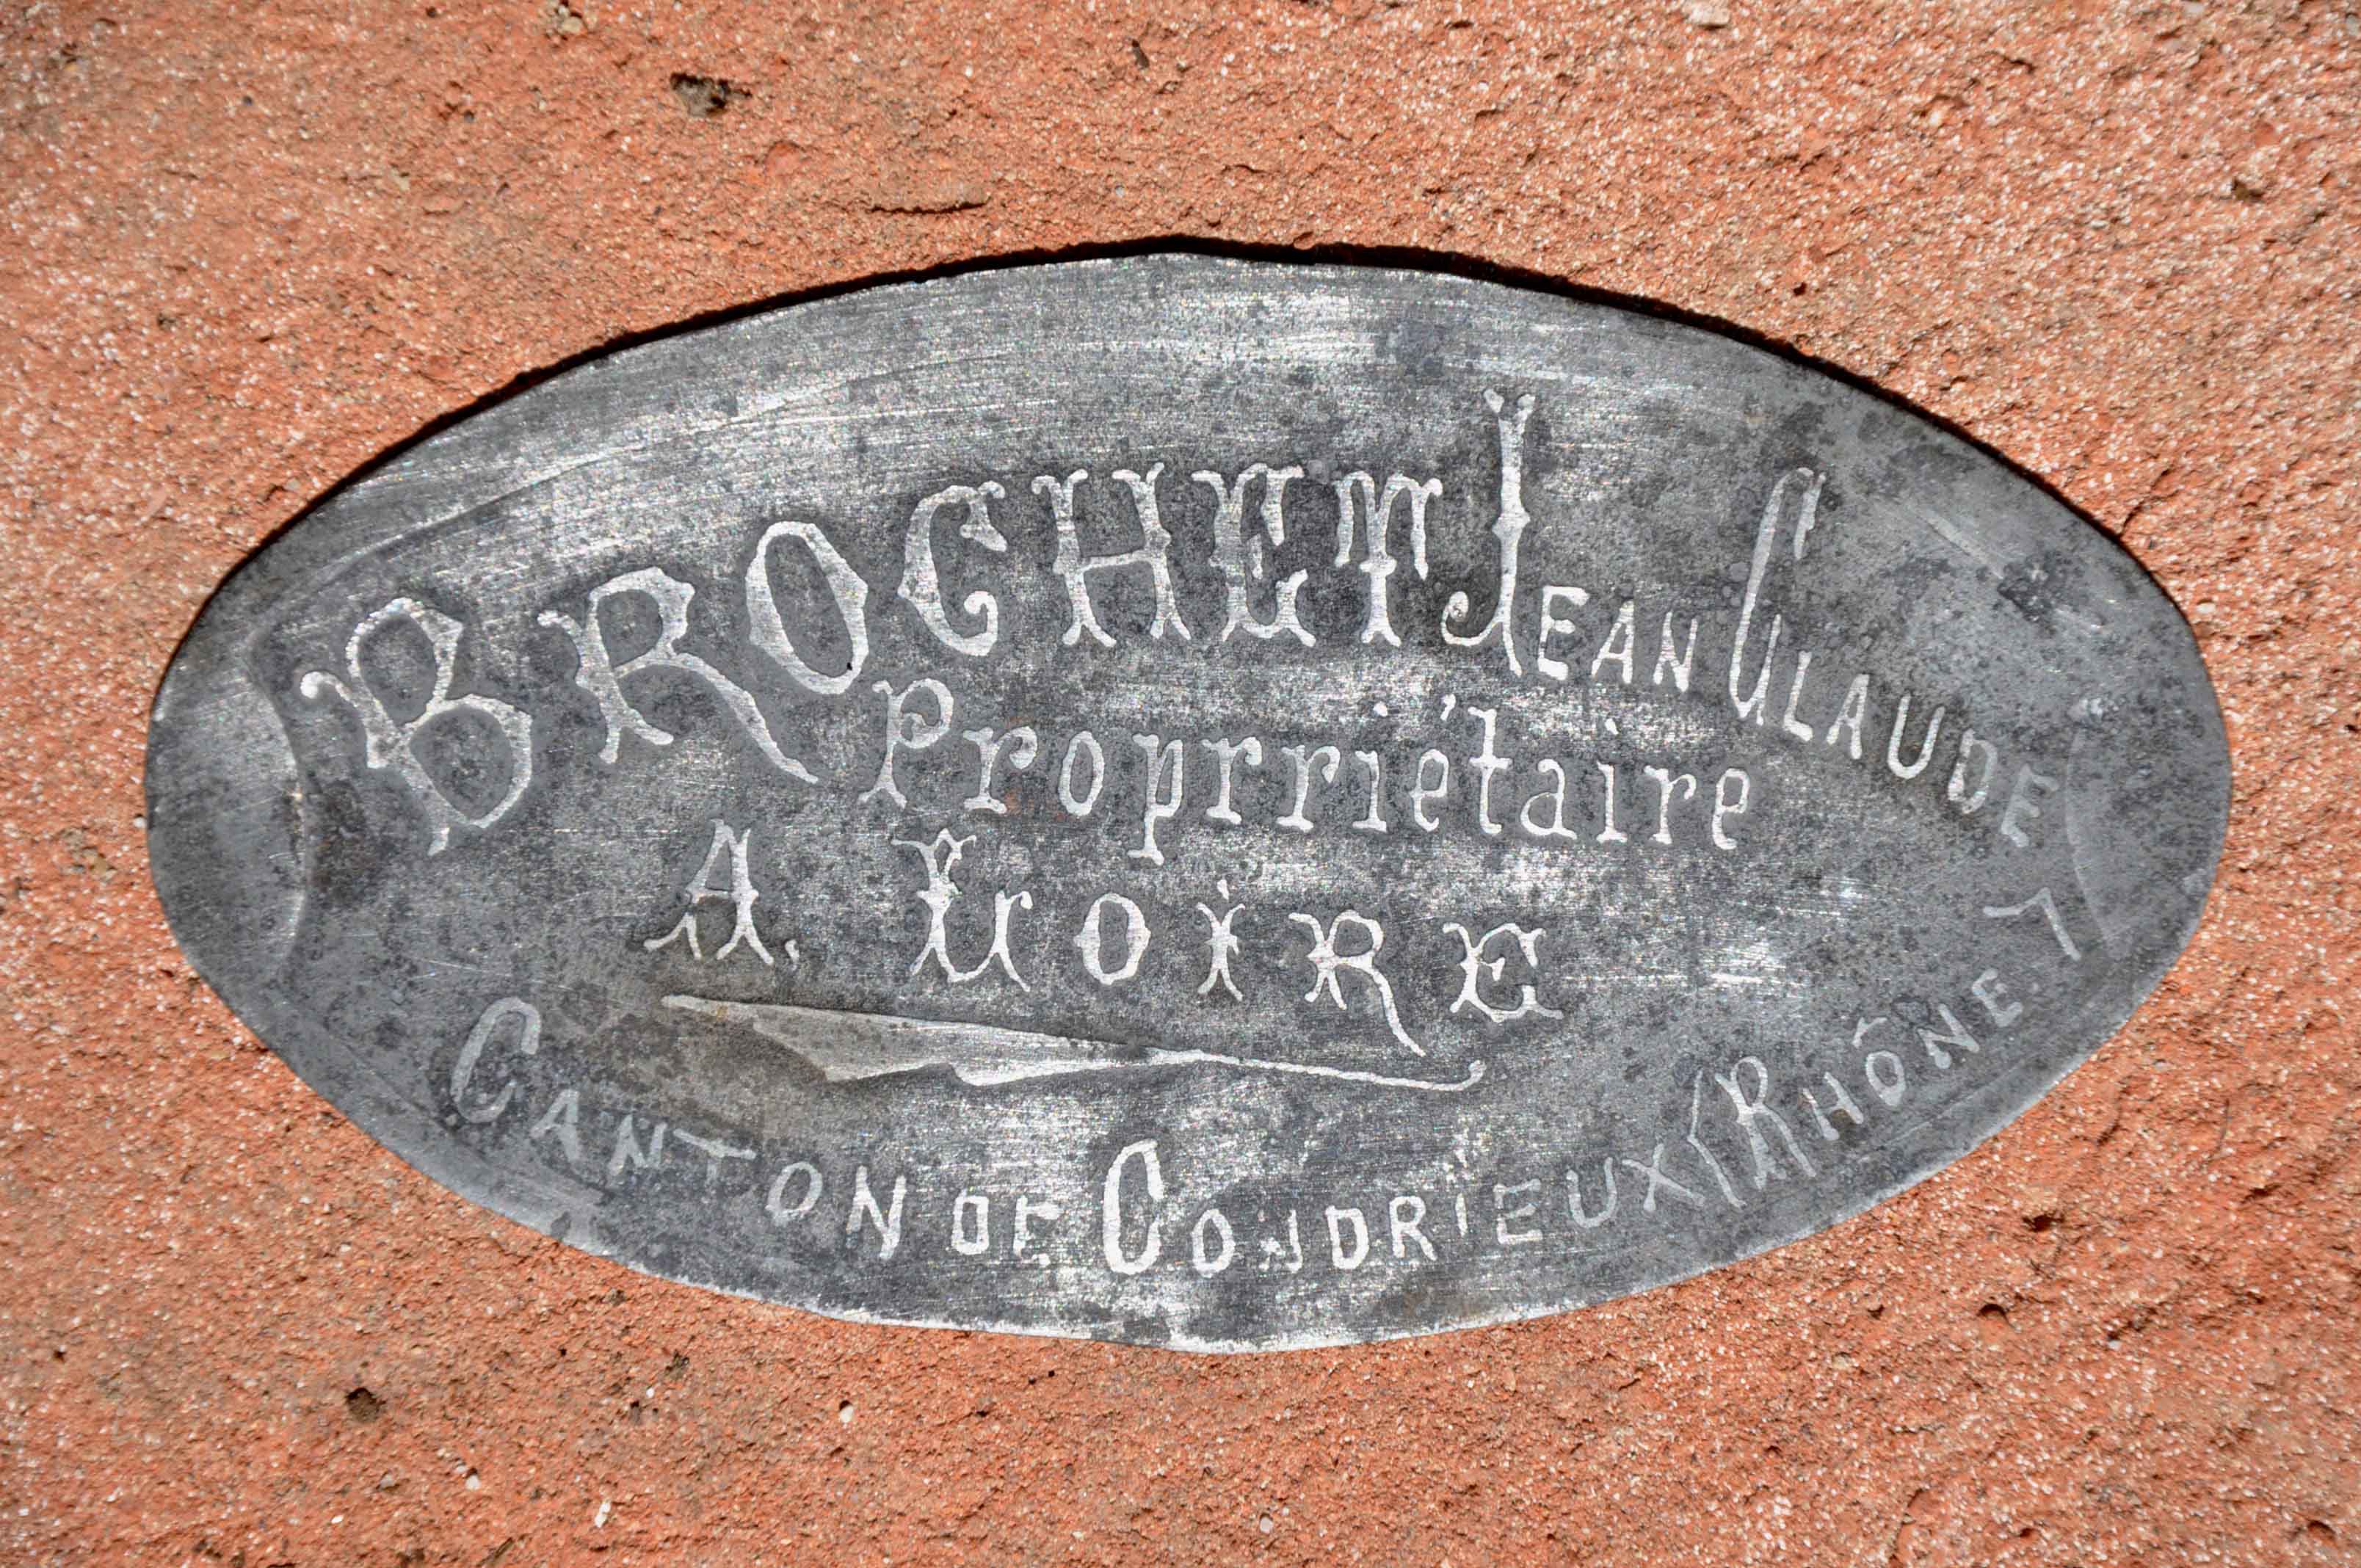 BROCHET JEAN CLAUDE
Proprriétaire
A. LOiRE
CANTON DE CONDRIEUX (RHÔNE)